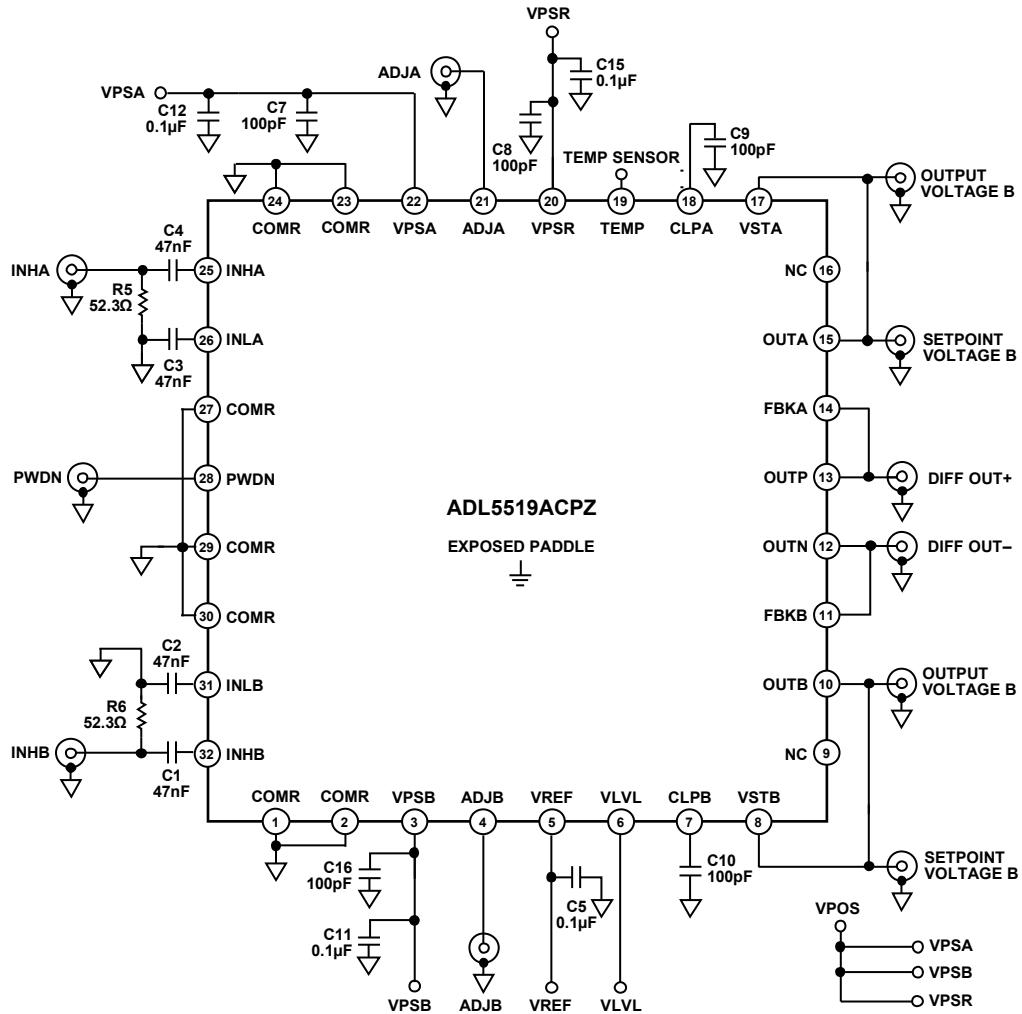 VPSR
ADJA
C15
0.1µF
VPSA
C12
0.1µF
C7
100pF
C8
100pF
TEMP SENSOR
C9
100pF
OUTPUT
VOLTAGE B
24
23
22
21
20
19
18
17
COMR
COMR
VPSA
ADJA
VPSR
TEMP
CLPA
VSTA
C4
47nF
INHA
25
INHA
NC
16
R5
52.3Ω
26
INLA
OUTA
15
SETPOINT
VOLTAGE B
C3
47nF
27
COMR
FBKA
14
PWDN
28
PWDN
OUTP
13
DIFF OUT+
ADL5519ACPZ
EXPOSED PADDLE
29
COMR
OUTN
12
DIFF OUT–
30
COMR
FBKB
11
C2
47nF
31
INLB
OUTB
10
OUTPUT
VOLTAGE B
R6
52.3Ω
INHB
32
INHB
NC
9
C1
47nF
COMR
COMR
VPSB
ADJB
VREF
VLVL
CLPB
VSTB
1
2
3
4
5
6
7
8
C16
100pF
C11
0.1µF
C5
0.1µF
C10
100pF
SETPOINT
VOLTAGE B
VPSB
ADJB
VREF
VLVL
VPOS
VPSA
VPSB
VPSR